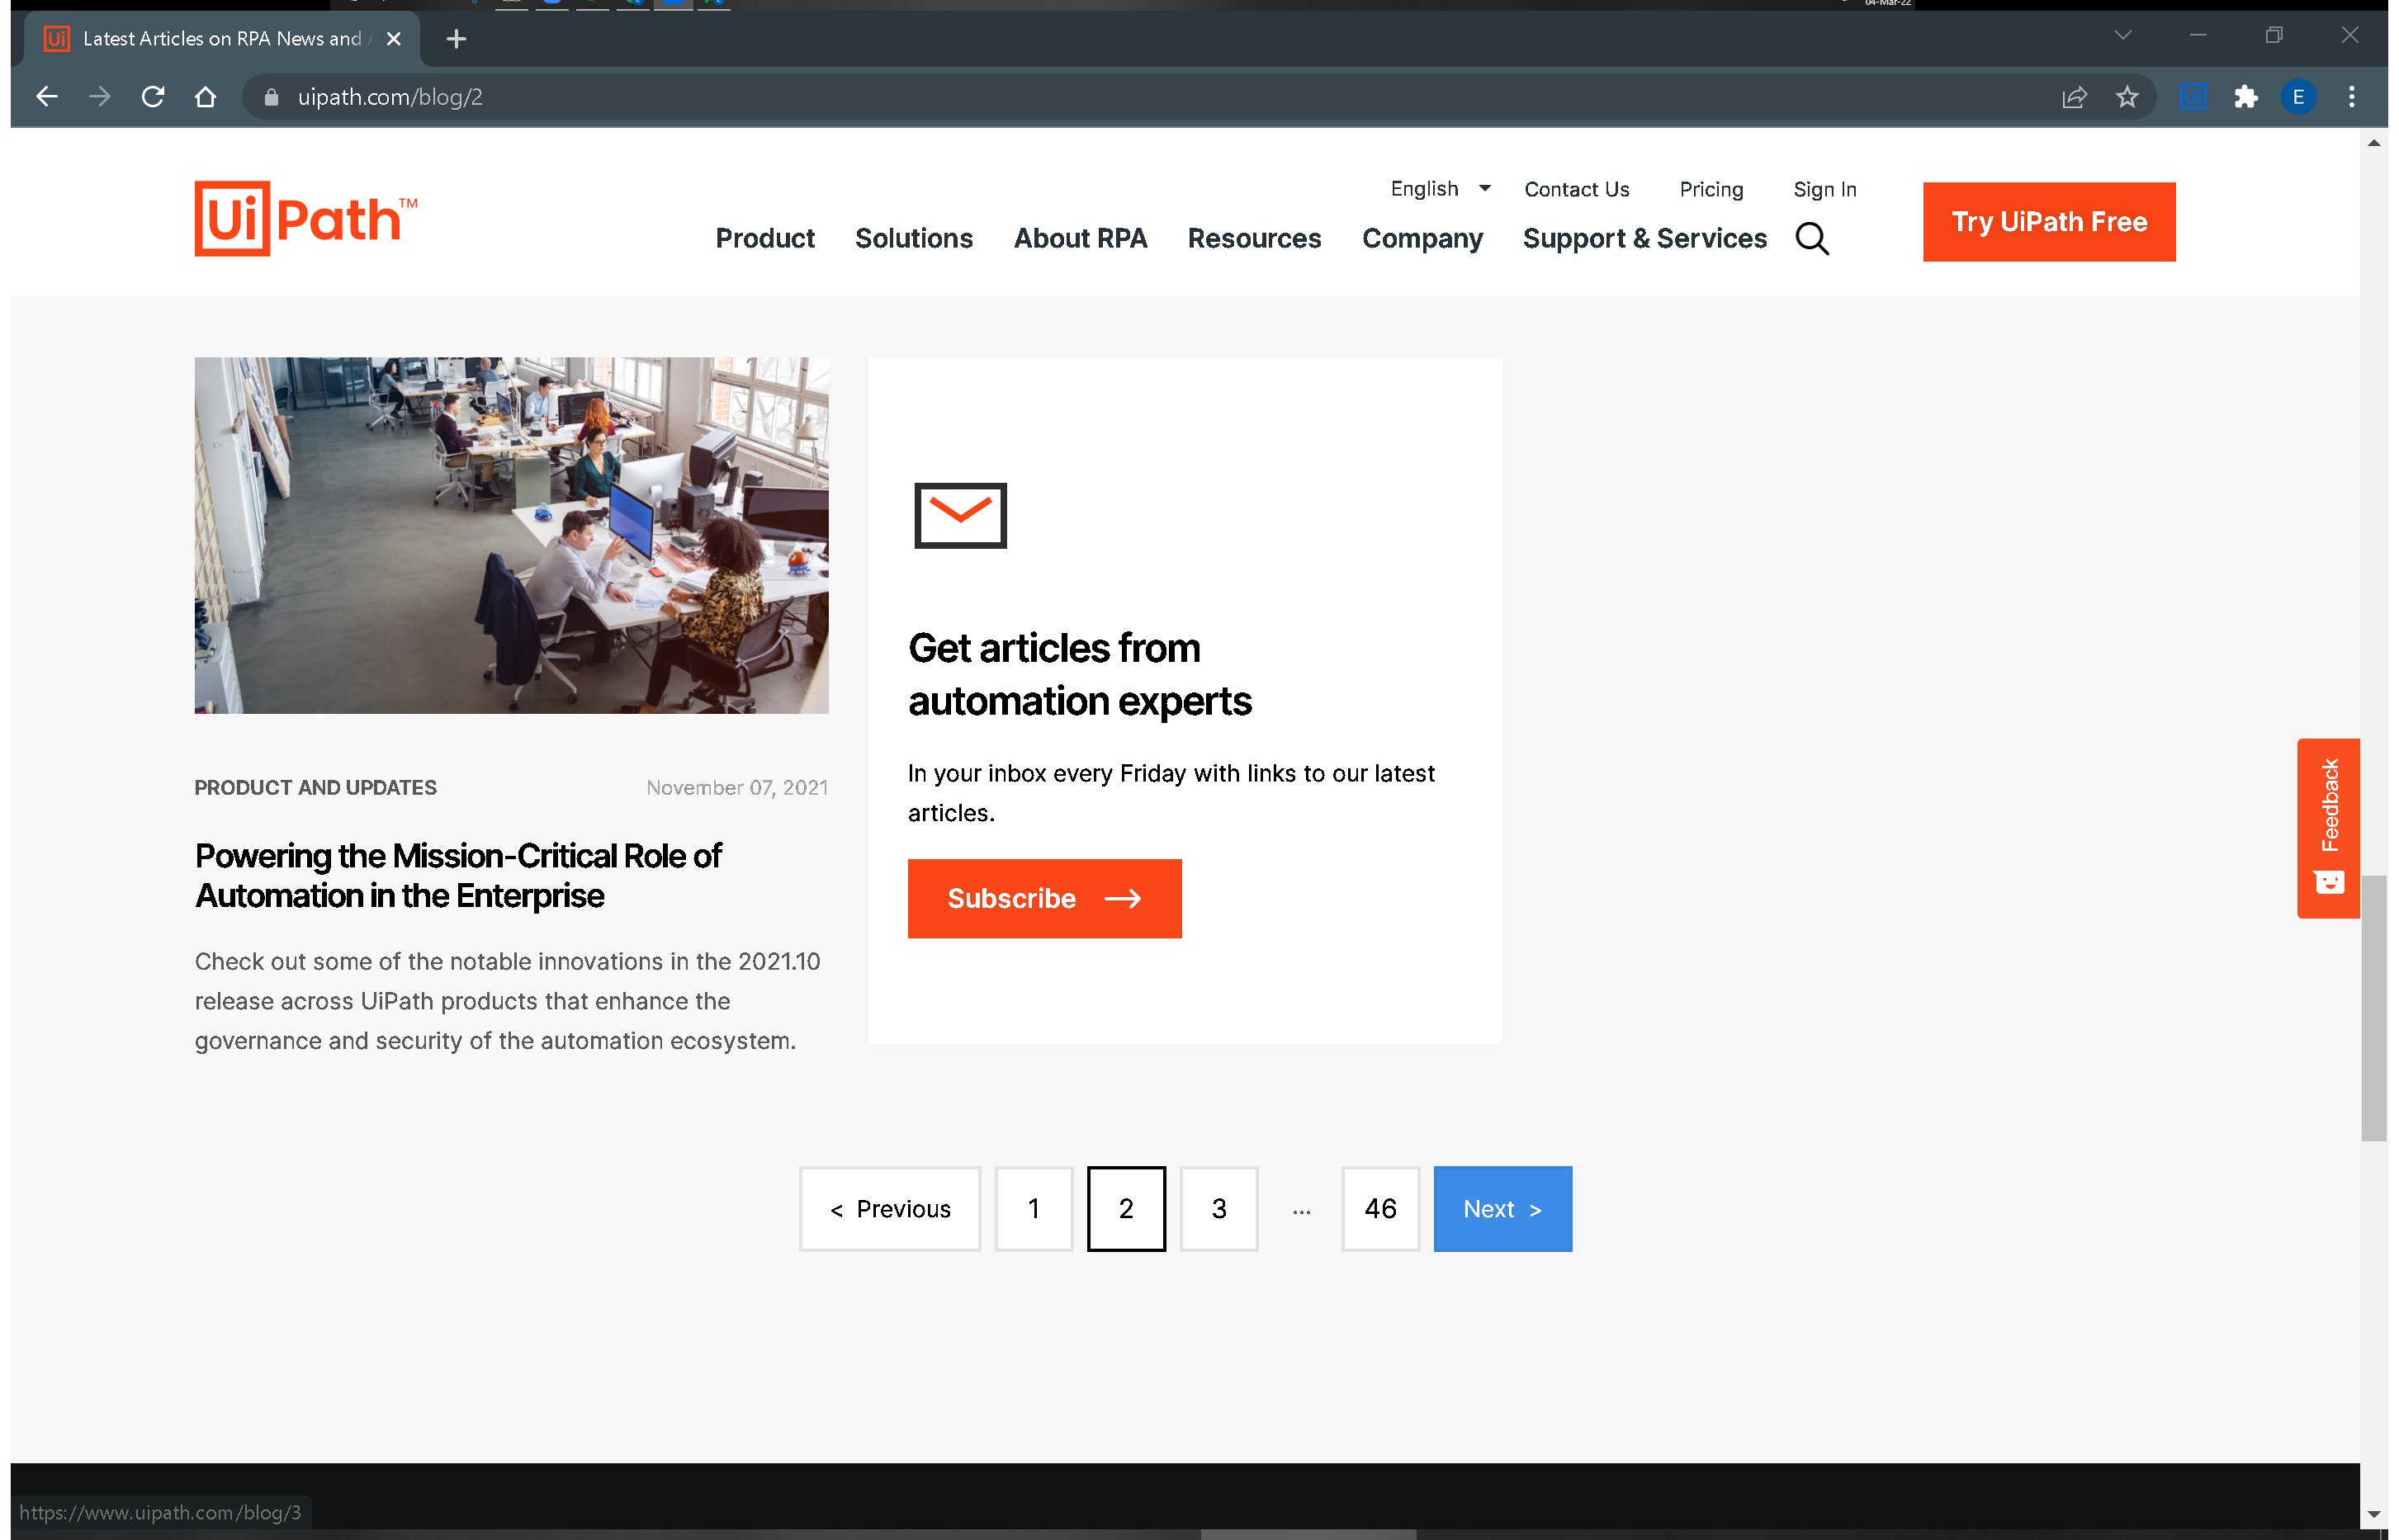 04-Mar-22
Latest Articles on RPA News and
uipath.com/blog/2
E
UiPath™
English
Contact Us
Pricing
Sign In
Product
Solutions
About RPA
Resources
Company
Support & Services
Try UiPath Free
PRODUCT AND UPDATES
November 07, 2021
Powering the Mission-Critical Role of
Automation in the Enterprise
Check out some of the notable innovations in the 2021.10
release across UiPath products that enhance the
governance and security of the automation ecosystem.
Get articles from
automation experts
In your inbox every Friday with links to our latest
articles.
Subscribe
Feedback
< Previous
1
2
3
...
46
Next >
https://www.uipath.com/blog/3